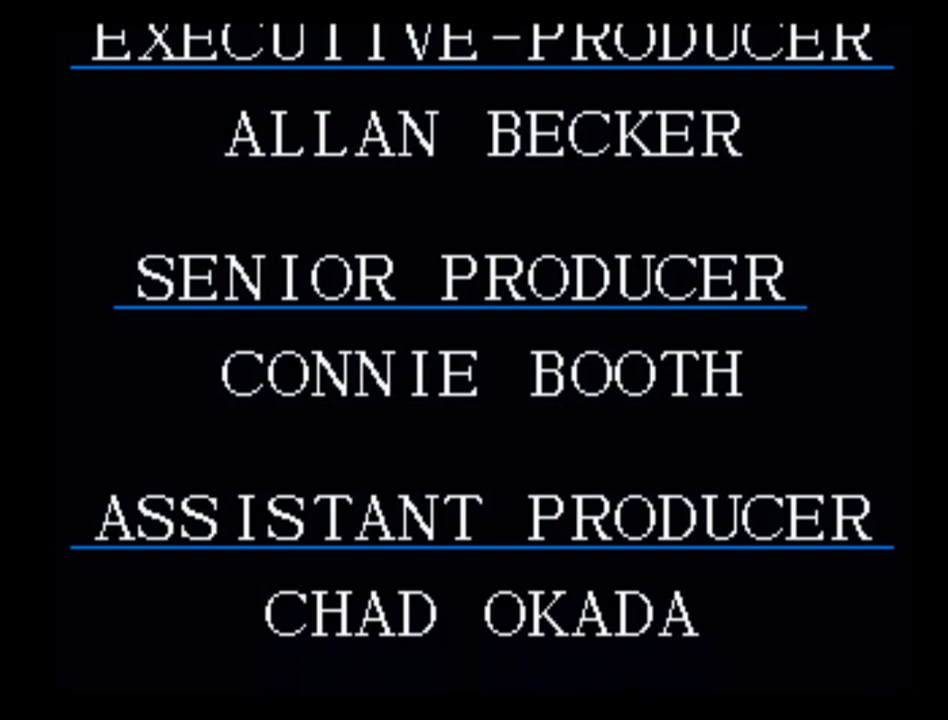 EXECUTIVE-PRODUCER
ALLAN BECKER
SENIOR PRODUCER
CONNIE BOOTH
ASSISTANT PRODUCER
CHAD OKADA